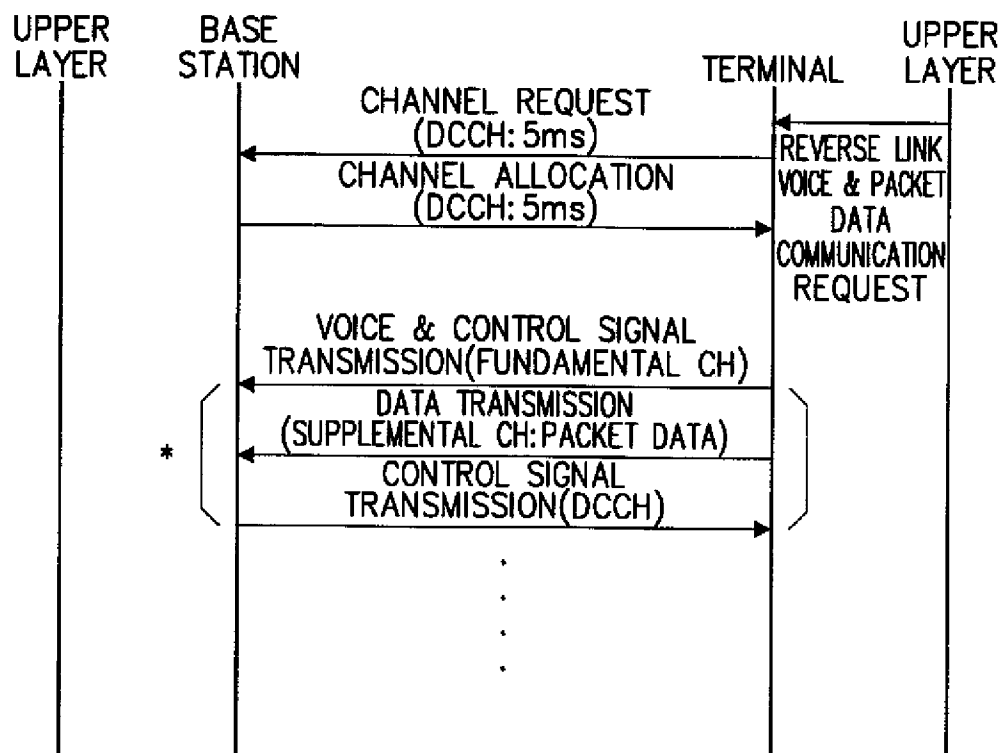 UPPER
LAYER
BASE
STATION
TERMINAL
UPPER
LAYER
CHANNEL REQUEST
(DCCH: 5ms)
CHANNEL ALLOCATION
(DCCH: 5ms)
REVERSE LINK
VOICE & PACKET
DATA
COMMUNICATION
REQUEST
VOICE & CONTROL SIGNAL
TRANSMISSION(FUNDAMENTAL CH)
DATA TRANSMISSION
(SUPPLEMENTAL CH:PACKET DATA)
*
CONTROL SIGNAL
TRANSMISSION(DCCH)